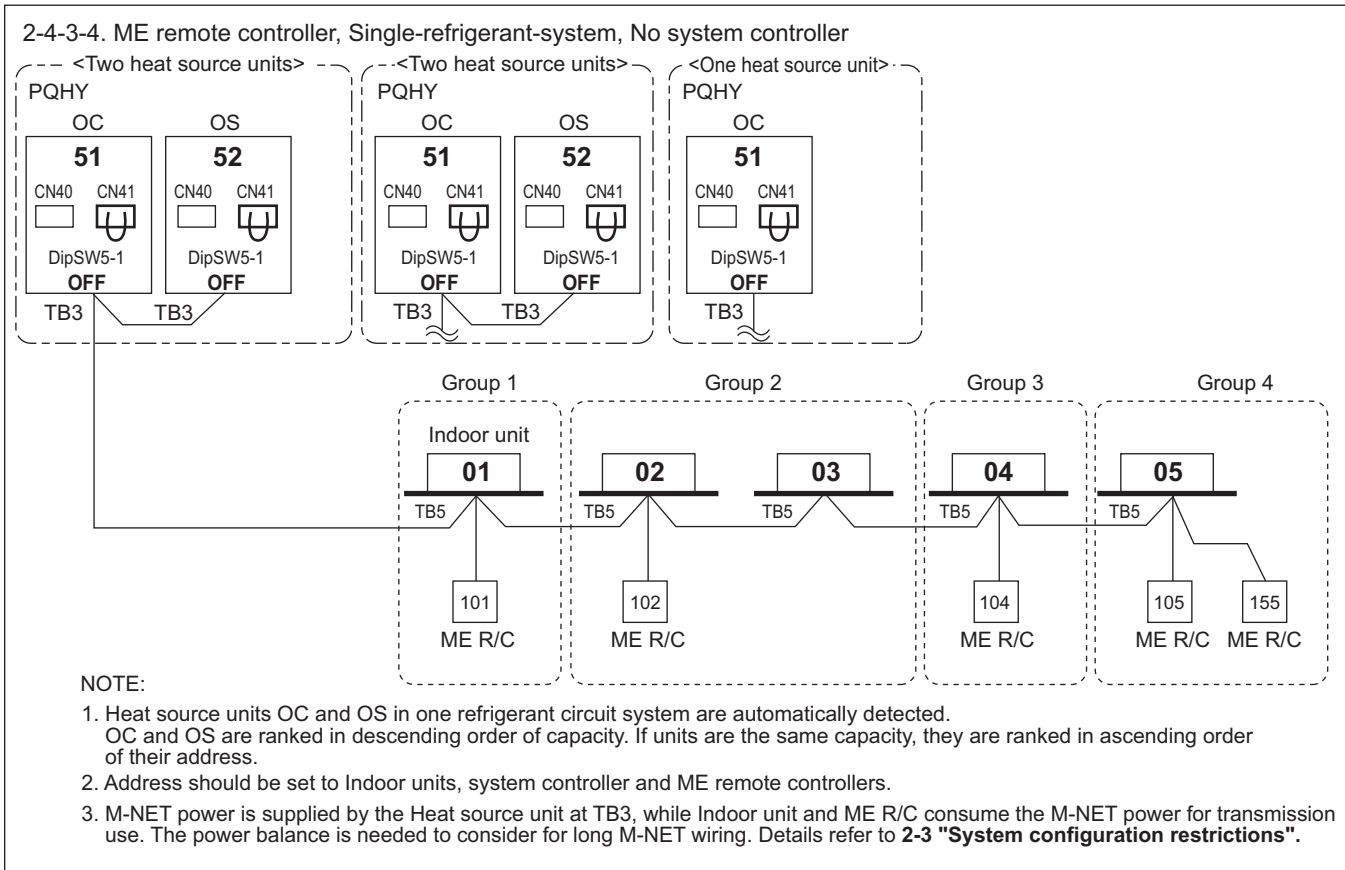 2-4-3-4. ME remote controller, Single-refrigerant-system, No system controller
<Two heat source units> <Two heat source units> <One heat source unit>
PQHY PQHY PQHY
OC OS OC OS OC
51 52 51 52 51
CN40 CN41 CN40 CN41 CN40 CN41 CN40 CN41 CN40 CN41
DipSW5-1 DipSW5-1 DipSW5-1 DipSW5-1 DipSW5-1
OFF OFF OFF OFF OFF
TB3 TB3 TB3 TB3 TB3
Group 1 Group 2 Group 3 Group 4
Indoor unit
01 02 03 04 05
TB5 TB5 TB5 TB5 TB5
101 102 104 105 155
ME R/C ME R/C ME R/C ME R/C ME R/C
NOTE:
1. Heat source units OC and OS in one refrigerant circuit system are automatically detected.
OC and OS are ranked in descending order of capacity. If units are the same capacity, they are ranked in ascending order
of their address.
2. Address should be set to Indoor units, system controller and ME remote controllers.
3. M-NET power is supplied by the Heat source unit at TB3, while Indoor unit and ME R/C consume the M-NET power for transmission
use. The power balance is needed to consider for long M-NET wiring. Details refer to 2-3 "System configuration restrictions".